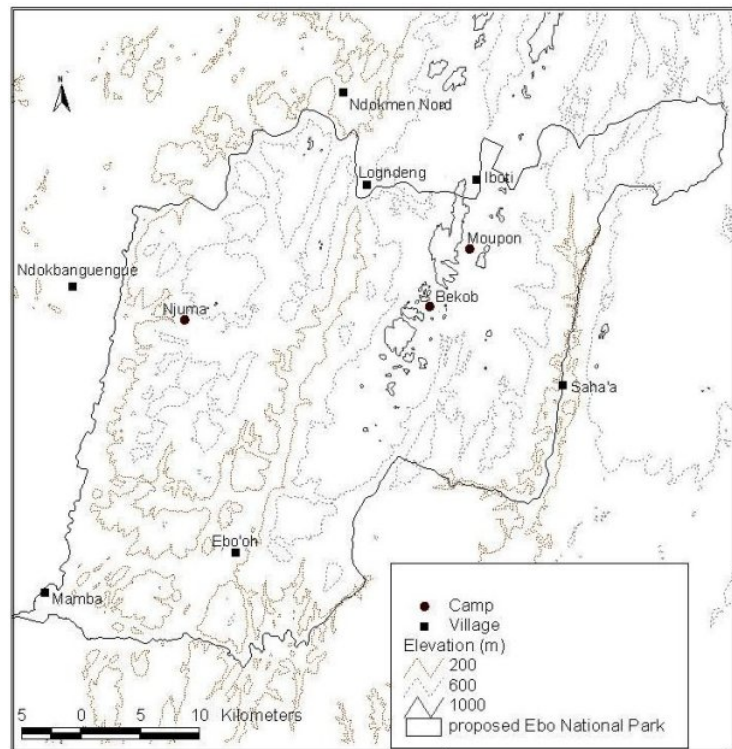 N
Ndokmen Nord
Logndeng
Iboti
Moupon
Ndokbanguengue
Bekob
Njuma
Saha'a
Ebo'oh
Mamba
Camp
Village
Elevation (m)
200
600
1000
proposed Ebo National Park
5 0 5 10 Kilometers